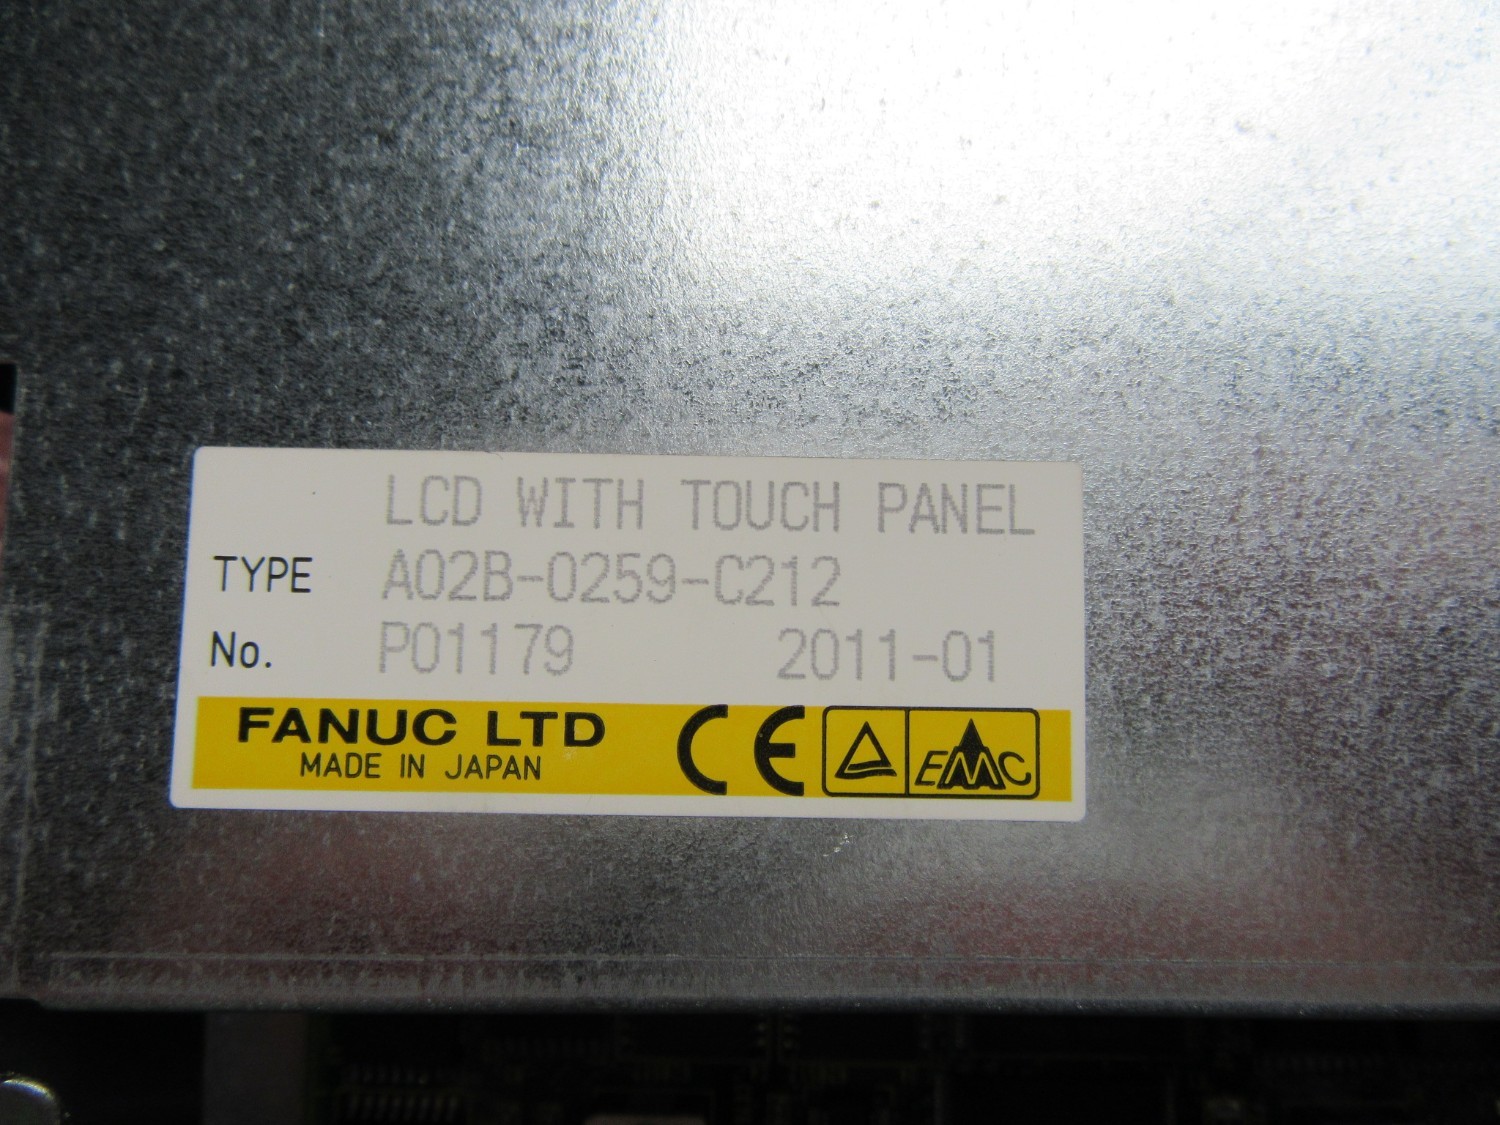 LCD WITH TOUCH PANEL
TYPE A02B-0259-C212
No. P01179 2011-01
FANUC LTD
MADE IN JAPAN
CE
EMC